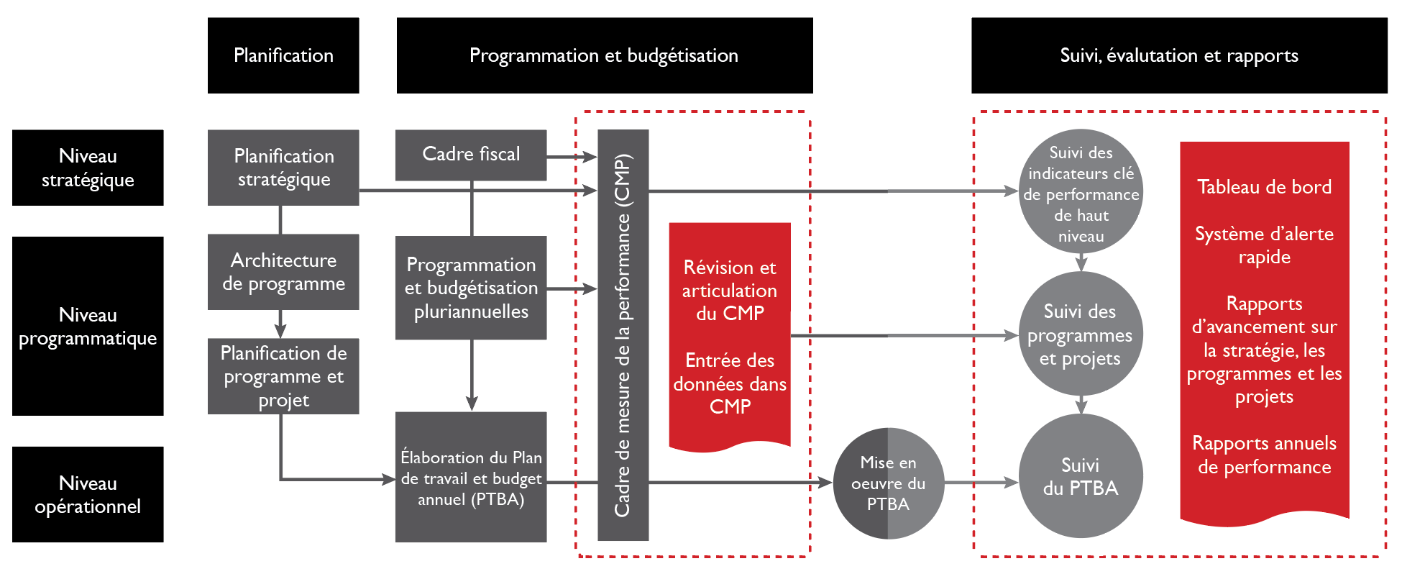 Planification
Programmation et budgétisation
Suivi, évalutation et rapports
Niveau
stratégique
Planification
stratégique
Cadre fiscal
Cadre de mesure de la performance (CMP)
Suivi des
indicateurs clé
de performance
de haut
niveau
Tableau de bord
Système d'alerte
rapide
Rapports
d'avancement sur
la stratégie, les
programmes et les
projets
Rapports annuels
de performance
Niveau
programmatique
Architecture
de programme
Planification de
programme et
projet
Programmation
et budgétisation
pluriannuelles
Révision et
articulation
du CMP
Entrée des
données dans
CMP
Suivi des
programmes
et projets
Niveau
opérationnel
Élaboration du Plan
de travail et budget
annuel (PTBA)
Mise en
oeuvre du
PTBA
Suivi
du PTBA